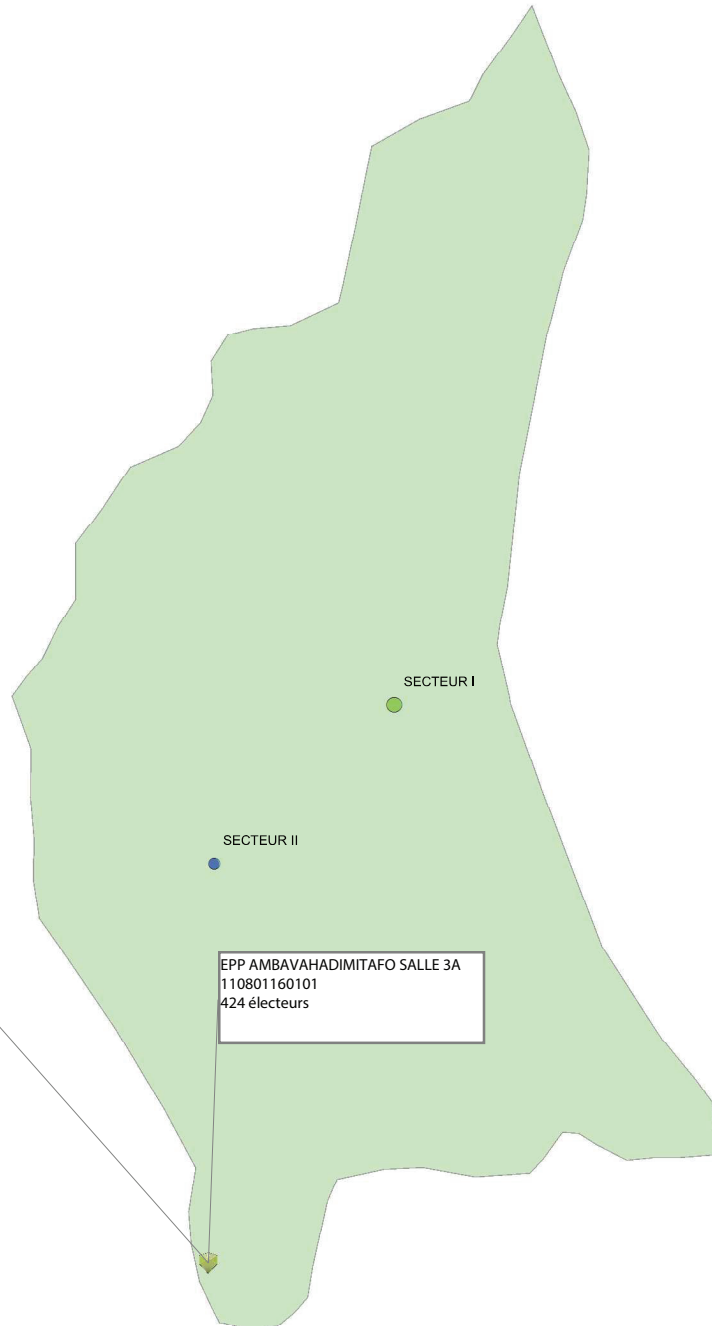 SECTEUR I
SECTEUR II
EPP AMBAVAHADIMITAFO SALLE 3A
110801160101
424 électeurs